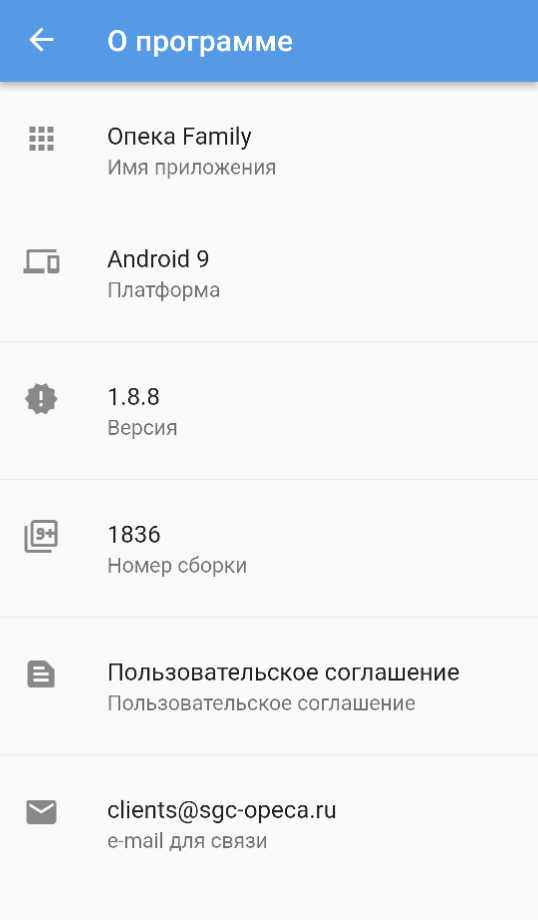 О программе
Опека Family
Имя приложения
Android 9
Платформа
1.8.8
Версия
9+
1836
Номер сборки
Пользовательское соглашение
Пользовательское соглашение
clients@sgc-opeca.ru
e-mail для связи